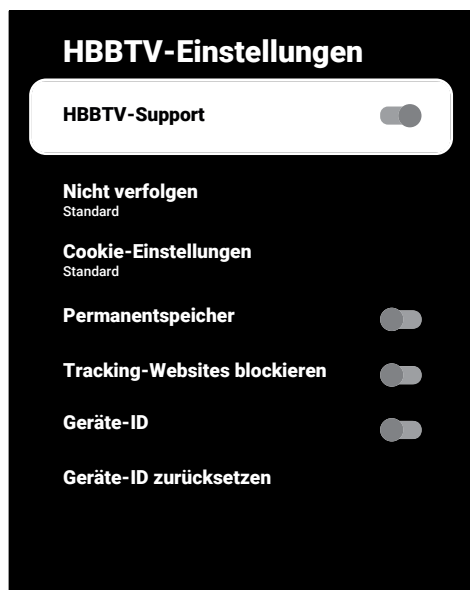 HBBTV-Einstellungen
HBBTV-Support
Nicht verfolgen
Standard
Cookie-Einstellungen
Standard
Permanentspeicher
Tracking-Websites blockieren
Geräte-ID
Geräte-ID zurücksetzen